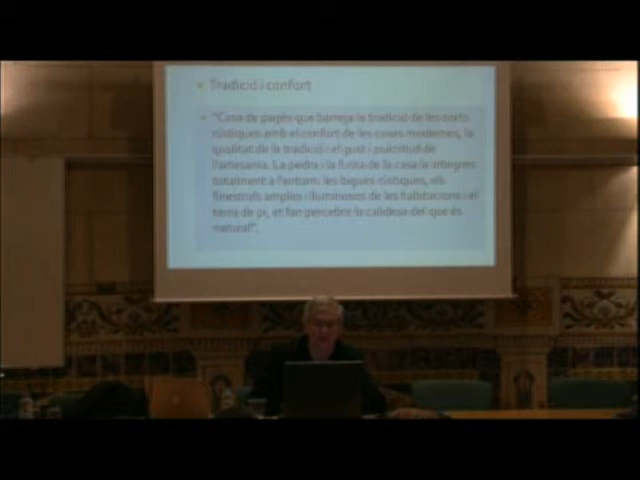 Tradició i confort
"Casa de pagès que barreja la tradició de les corts
rústiques amb el confort de les cases modernes, la
qualitat de la tradició i el gust i pulcritud de
l'artesania. La pedra i la fusta de la casa la integren
totalment a l'entorn: les bigues rústiques, els
finestrals amples i lluminosos de les habitacions i el
terra de pi, et fan percebre la calidesa del que és
natural".